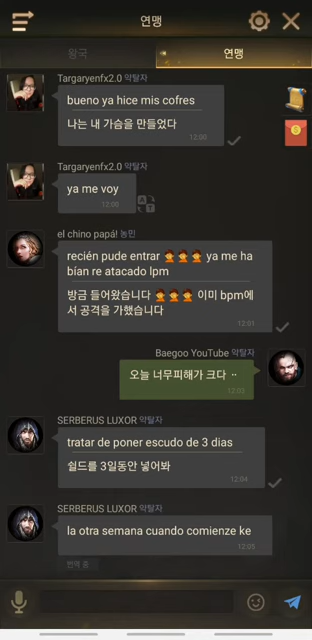 연맹
왕국
연맹
Targaryenfx2.0 약탈자
bueno ya hice mis cofres
나는 내 가슴을 만들었다
12:00
Targaryenfx2.0 약탈자
ya me voy
12:00
el chino papá! 농민
recién pude entrar 🤦🤦🤦 ya me ha
bían re atacado lpm
방금 들어왔습니다 🤦🤦🤦 이미 bpm에
서 공격을 가했습니다
12:01
Baegoo YouTube 약탈자
오늘 너무피해가 크다 ··
12:03
SERBERUS LUXOR 약탈자
tratar de poner escudo de 3 dias
쉴드를 3일동안 넣어봐
12:04
SERBERUS LUXOR 약탈자
la otra semana cuando comienze ke
12:05
번역 중